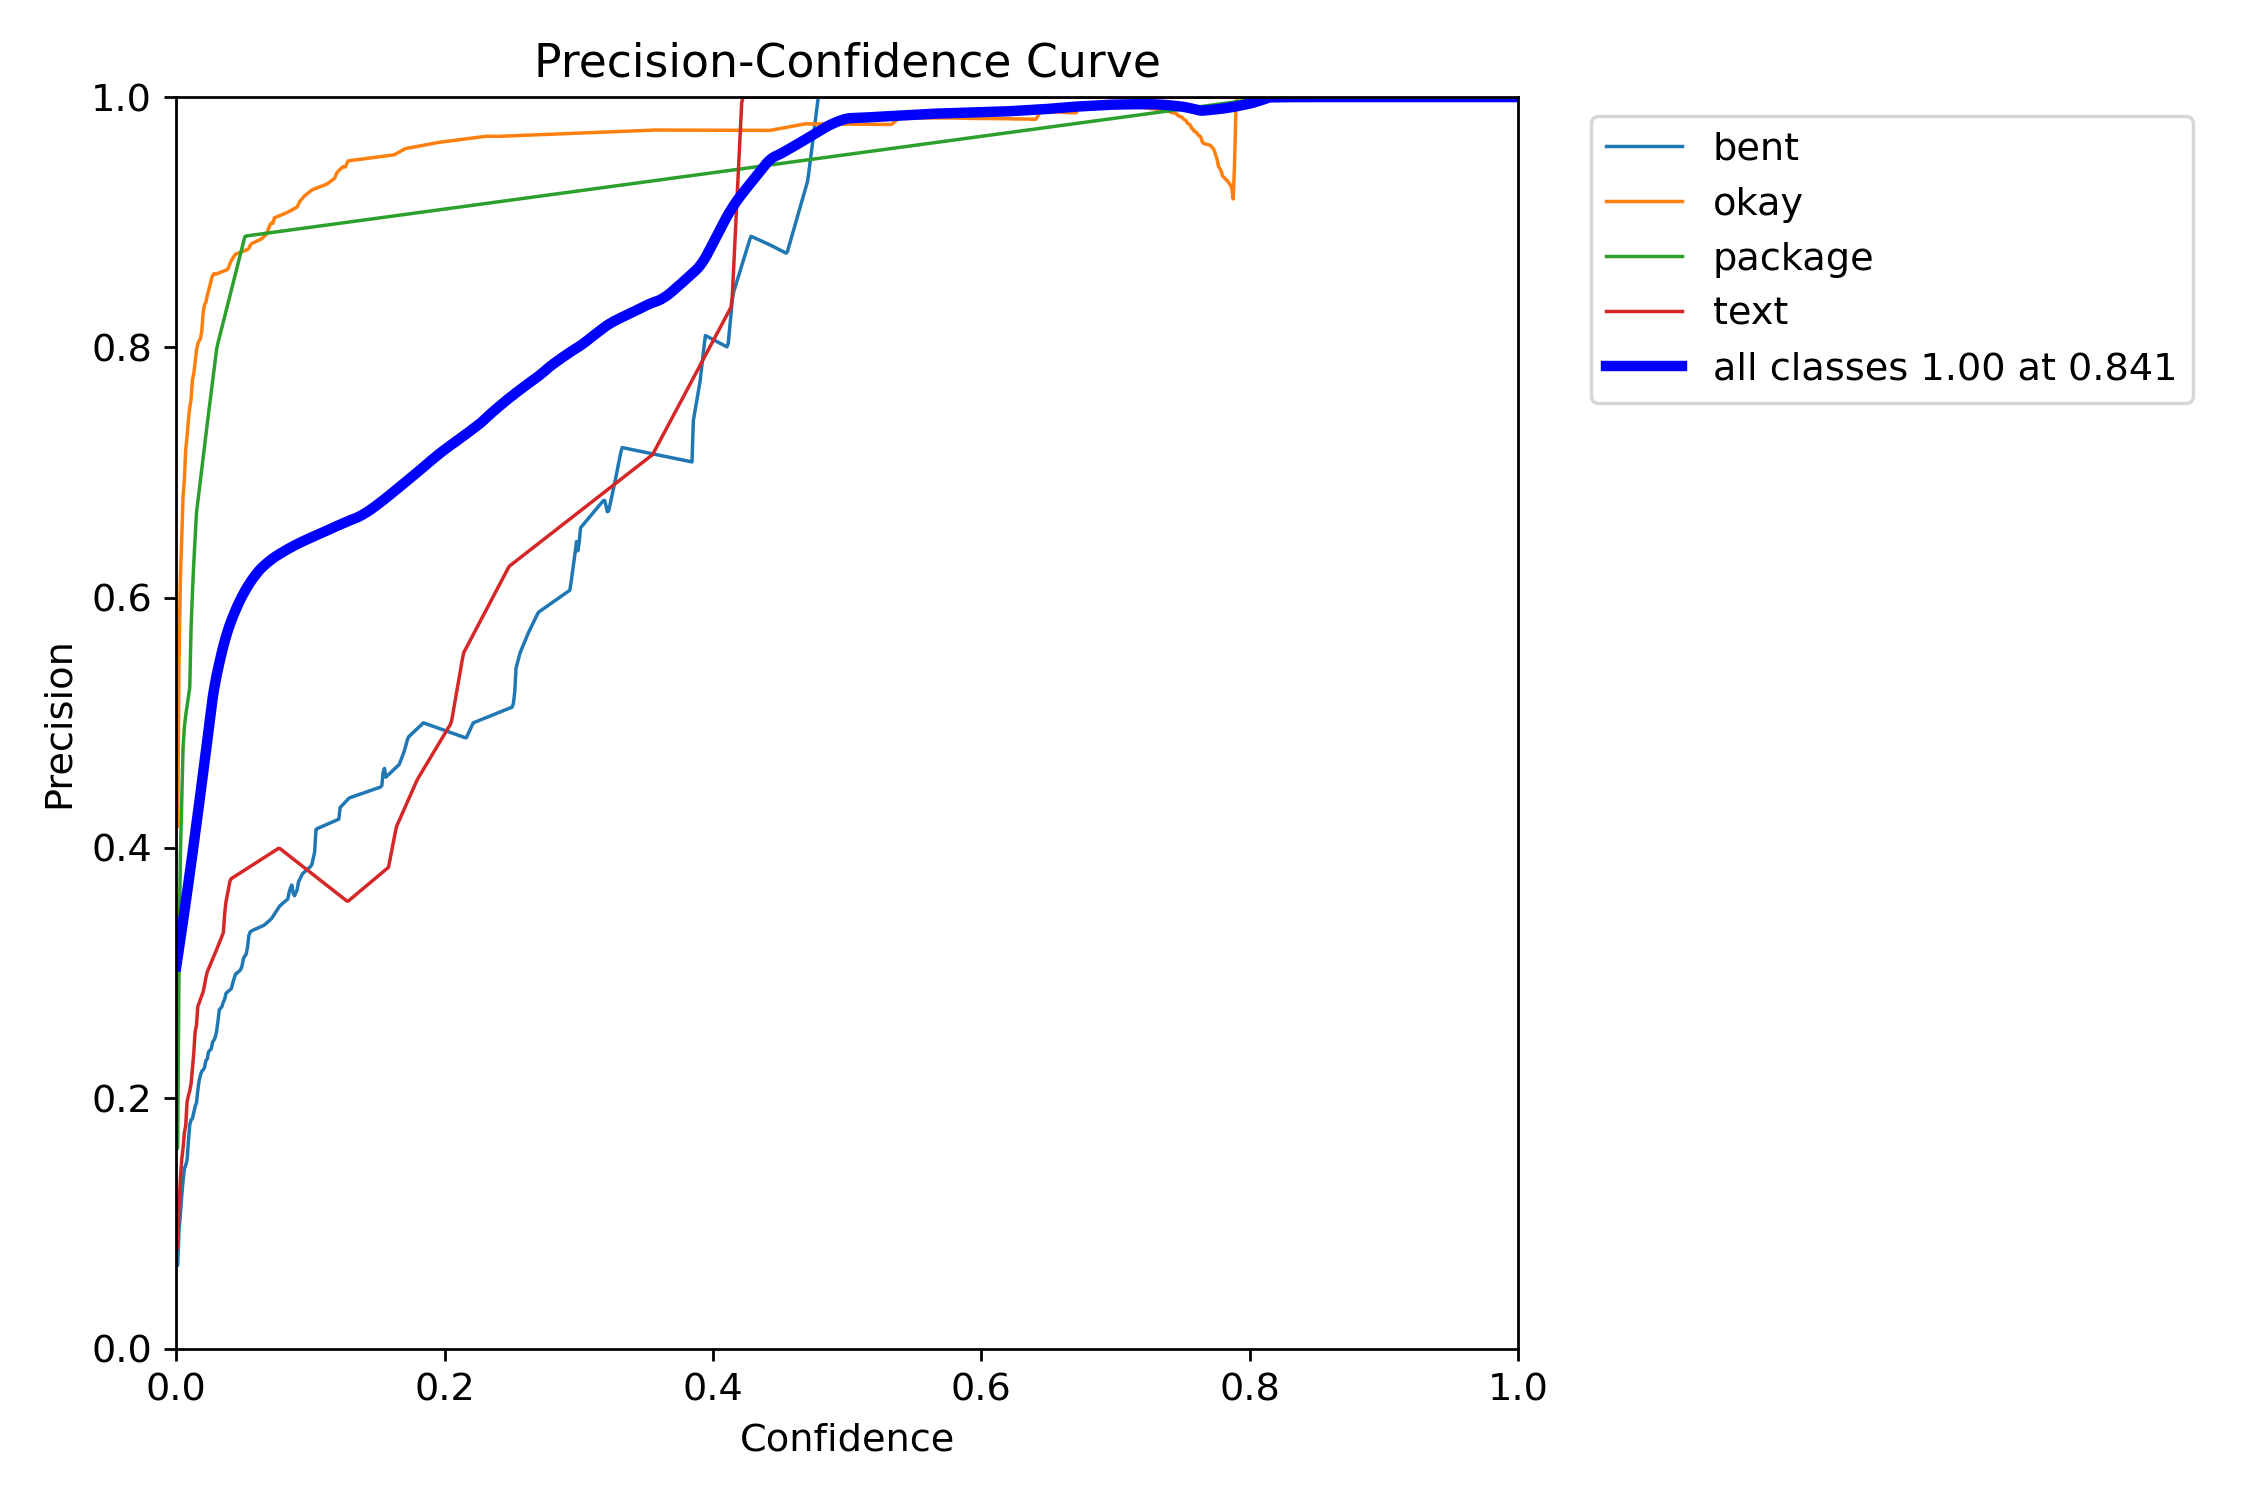 Precision-Confidence Curve
1.0
0.8
0.6
0.4
0.2
0.0
Precision
0.0 0.2 0.4 0.6 0.8 1.0
Confidence
bent
okay
package
text
all classes 1.00 at 0.841